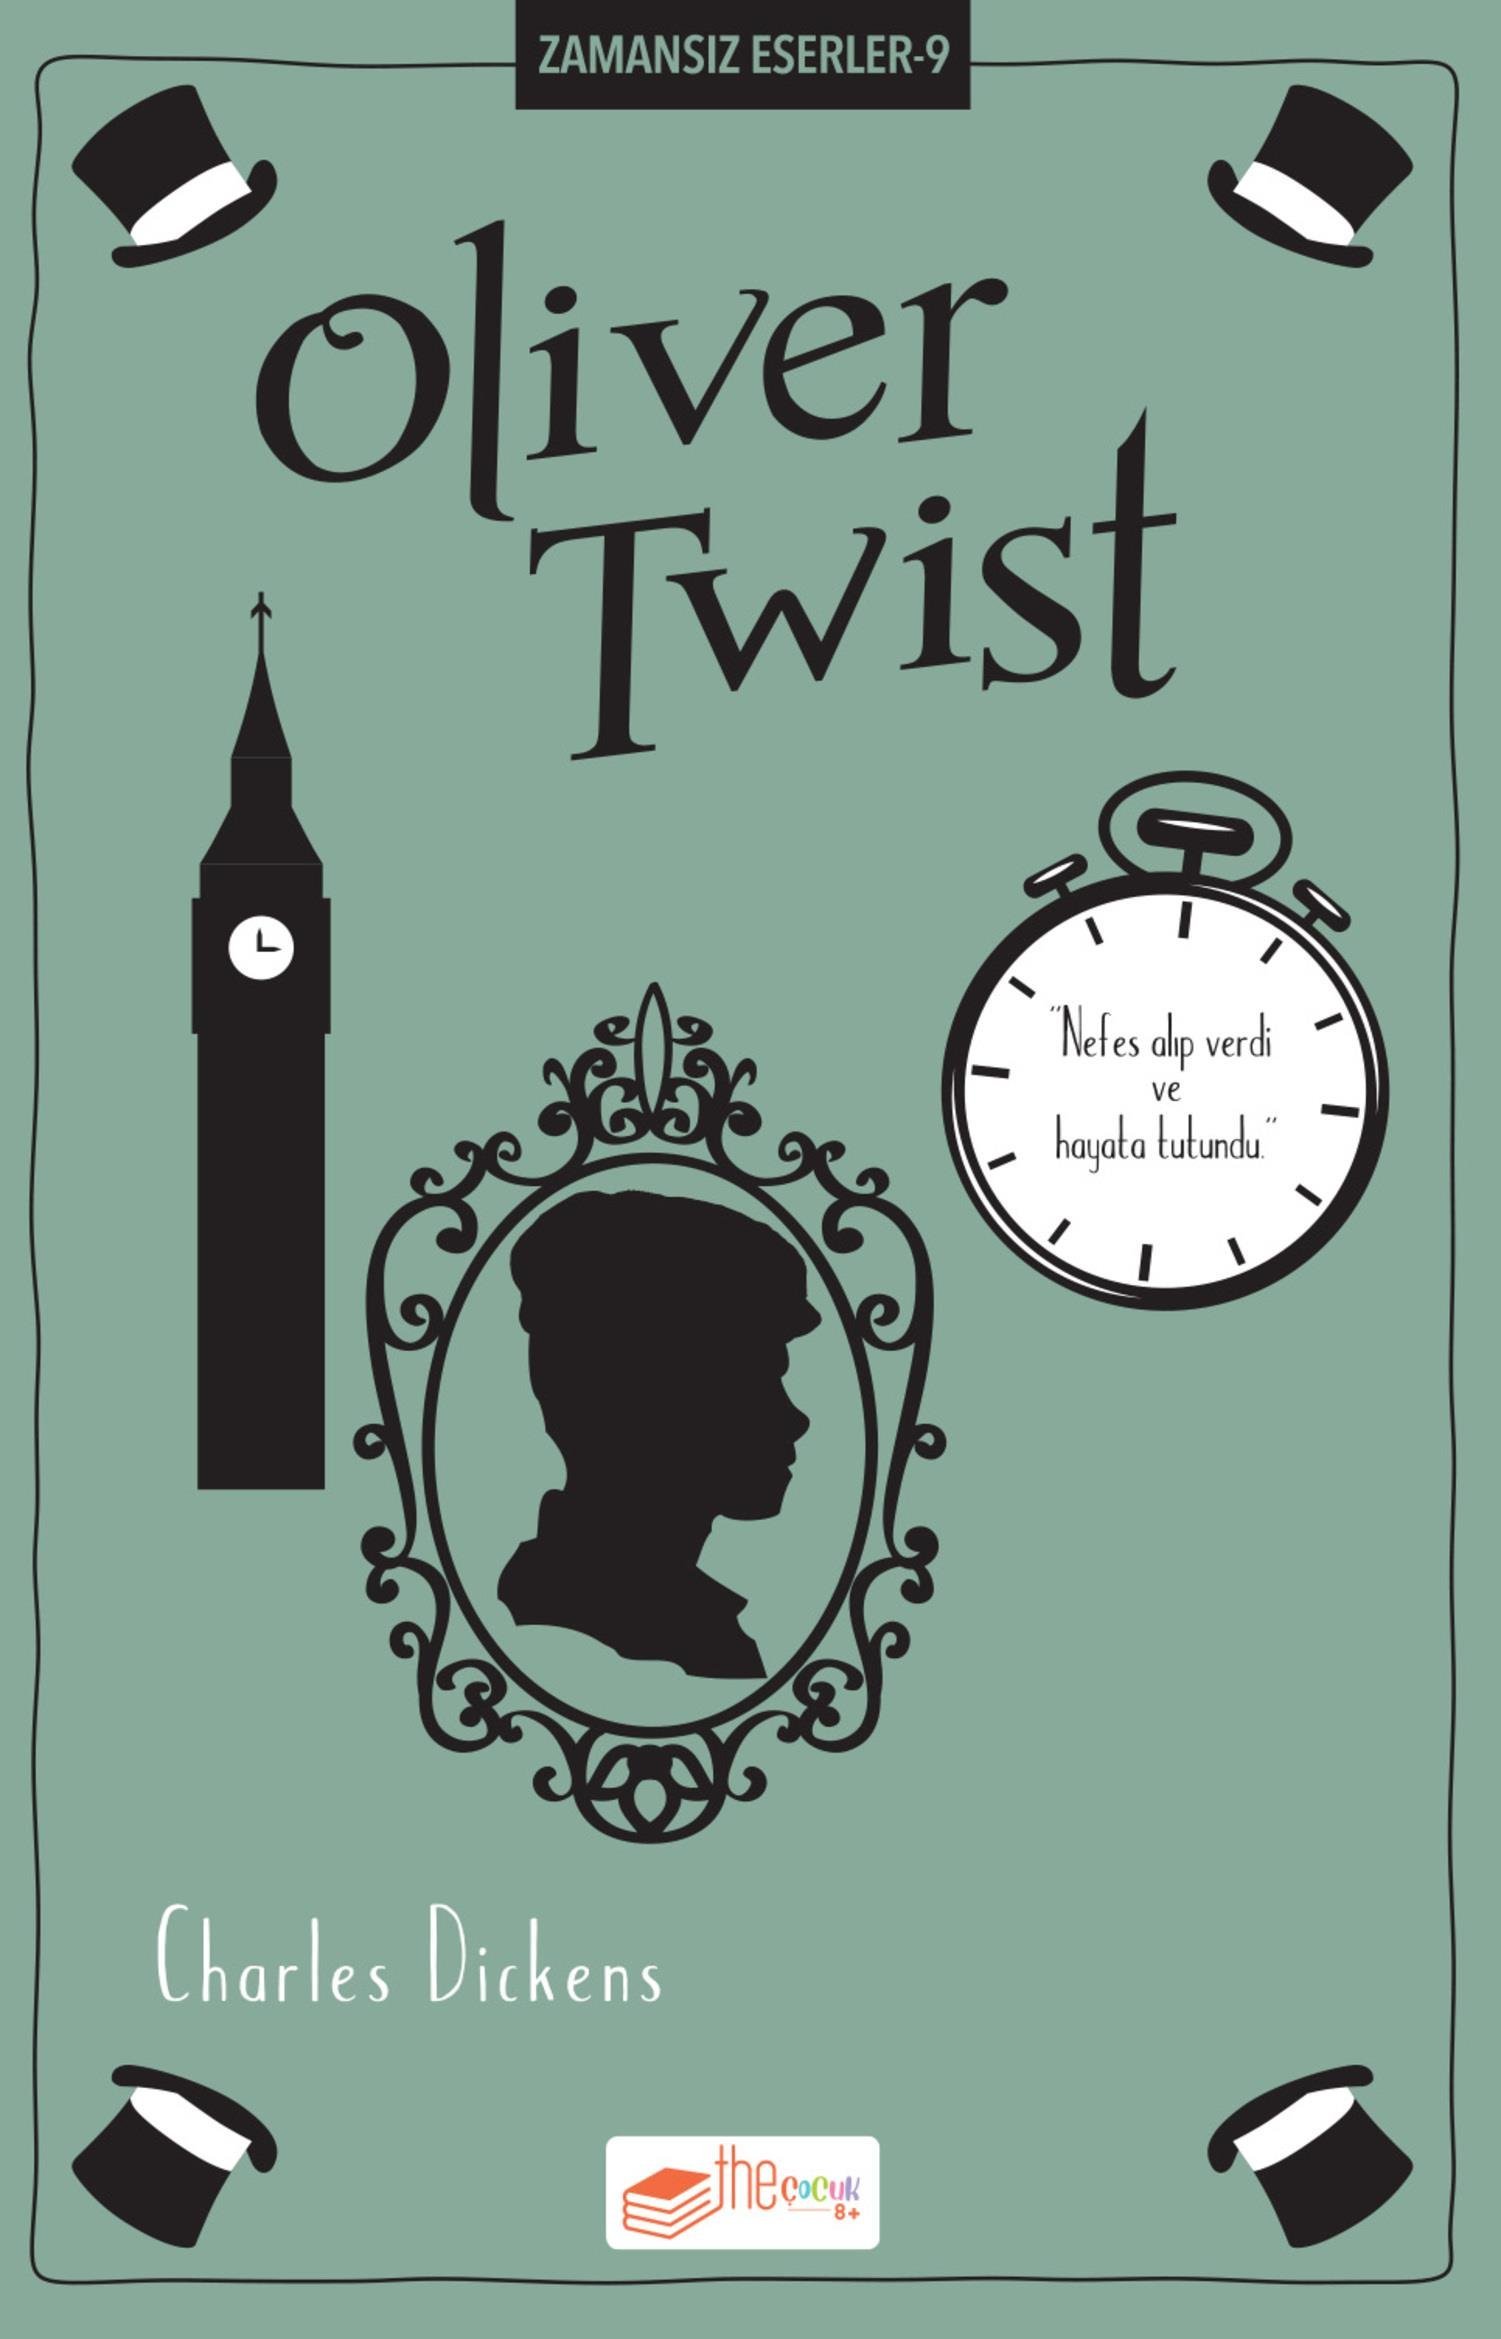 ZAMANSIZ ESERLER-9
Oliver
Twist
"Nefes alıp verdi
ve
hayata tutundu."
Charles Dickens
the çocuk
8+